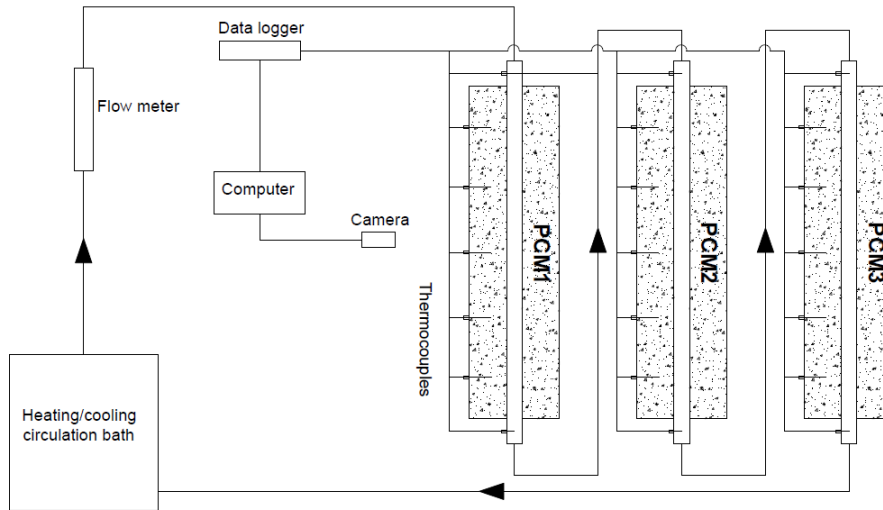 Data logger
Flow meter
Computer
Camera
Thermocouples
PCM1
PCM2
PCM3
Heating/cooling
circulation bath